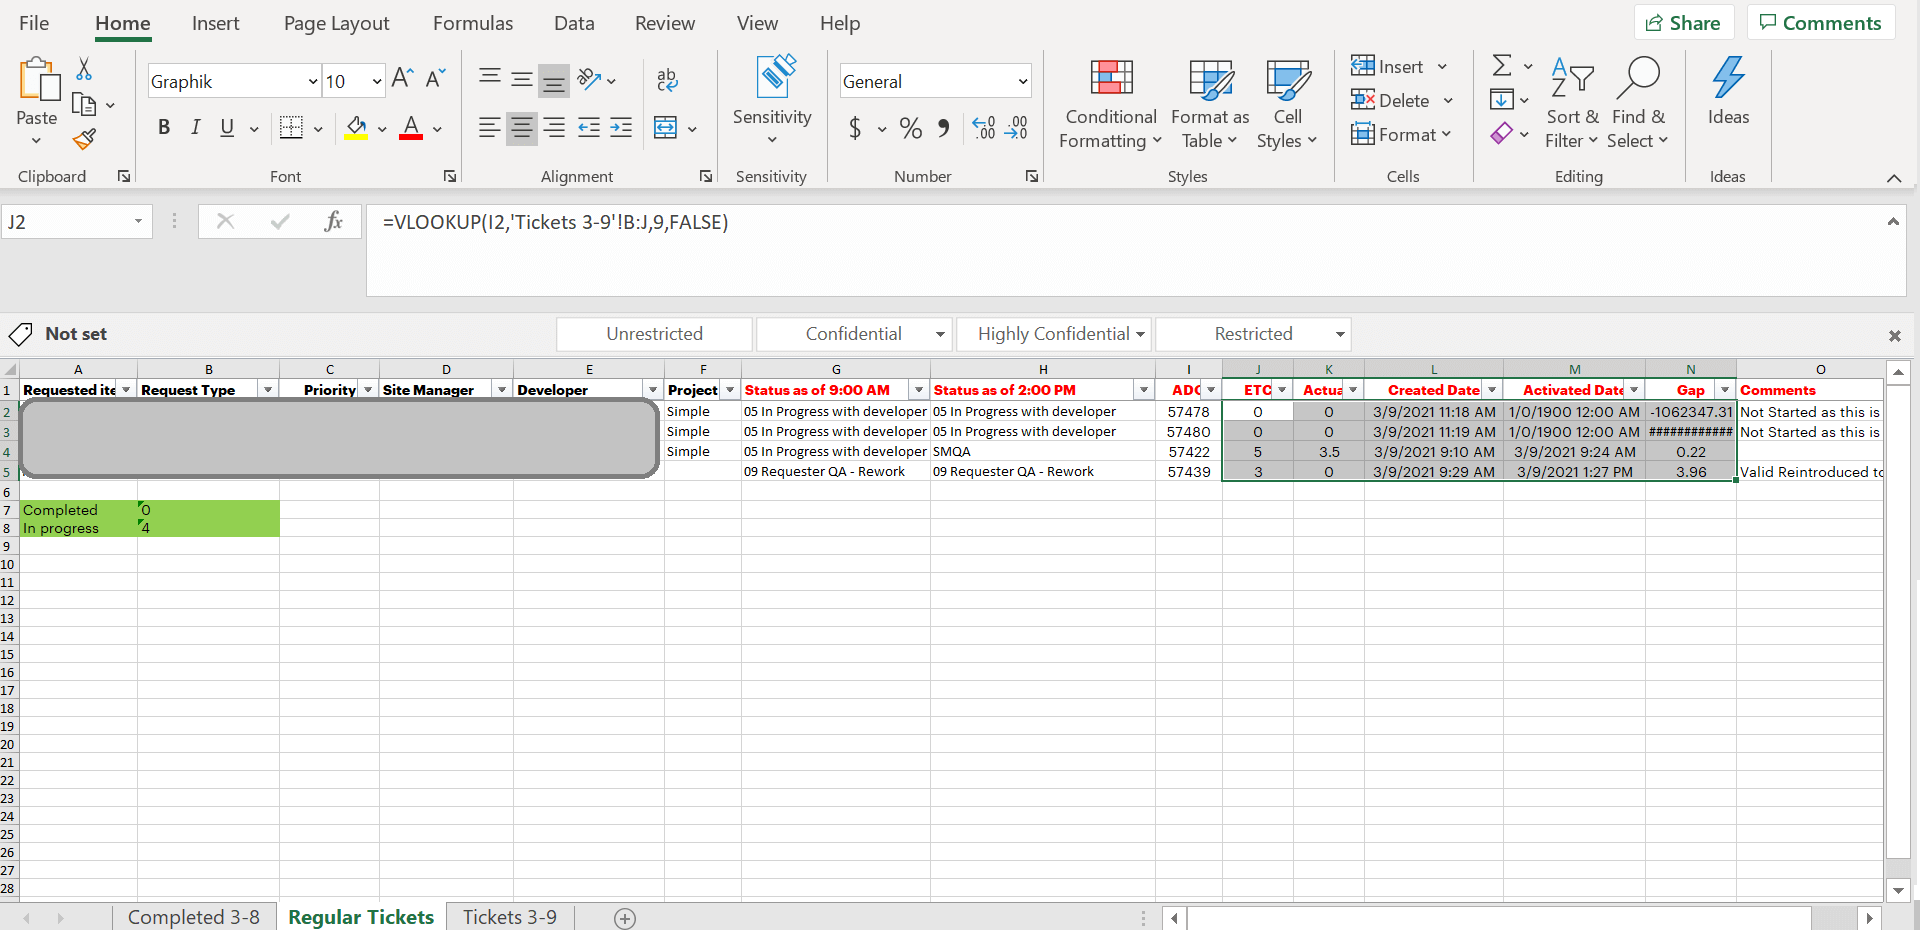 File Home Insert Page Layout Formulas Data Review View Help Share Comments
Graphik 10 A A ab c General Insert
Paste Sensitivity Conditional Format as Cell Delete Sort & Find & Ideas
B I U A $ % 9 .00 .00 Formatting Table Styles Format Filter Select
Clipboard Font Alignment Sensitivity Number Styles Cells Editing Ideas
J2 fx =VLOOKUP(I2,'Tickets 3-9'!B:J,9,FALSE)
Not set Unrestricted Confidential Highly Confidential Restricted
A B C D E F G H I J K L M N O
1 Requested ite Request Type Priority Site Manager Developer Project Status as of 9:00 AM Status as of 2:00 PM ADO ETC Actua Created Date Activated Date Gap Comments
2 Simple 05 In Progress with developer 05 In Progress with developer 57478 0 0 3/9/2021 11:18 AM 1/0/1900 12:00 AM -1062347.31 Not Started as this is
3 Simple 05 In Progress with developer 05 In Progress with developer 57480 0 0 3/9/2021 11:19 AM 1/0/1900 12:00 AM ############ Not Started as this is
4 Simple 05 In Progress with developer SMQA 57422 5 3.5 3/9/2021 9:10 AM 3/9/2021 9:24 AM 0.22
5 09 Requester QA - Rework 09 Requester QA - Rework 57439 3 0 3/9/2021 9:29 AM 3/9/2021 1:27 PM 3.96 Valid Reintroduced to
6
7 Completed 0
8 In progress 4
9
10
11
12
13
14
15
16
17
18
19
20
21
22
23
24
25
26
27
28
Completed 3-8 Regular Tickets Tickets 3-9